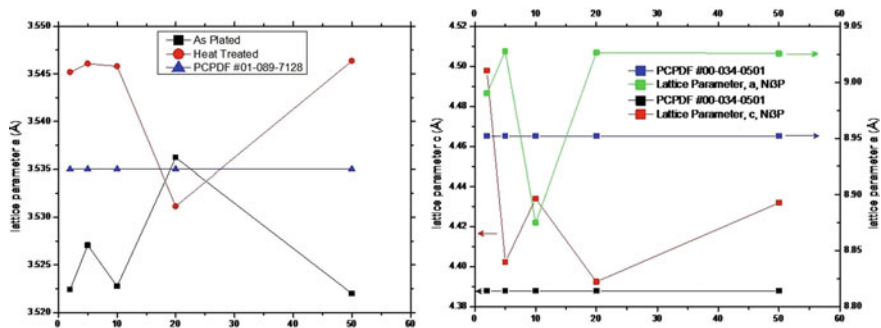 3.550
3.545
3.540
3.535
3.530
3.525
3.520
0 10 20 30 40 50 60
lattice parameter a (Å)
As Plated
Heat Treated
PCPDF #01-089-7128
0 10 20 30 40 50 60
4.52
4.50
4.48
4.46
4.44
4.42
4.40
4.38
lattice parameter c (Å)
PCPDF #00-034-0501
Lattice Parameter, a, Ni3P
PCPDF #00-034-0501
Lattice Parameter, c, Ni3P
9.05
9.00
8.95
8.90
8.85
8.80
lattice parameter a (Å)
0 10 20 30 40 50 60